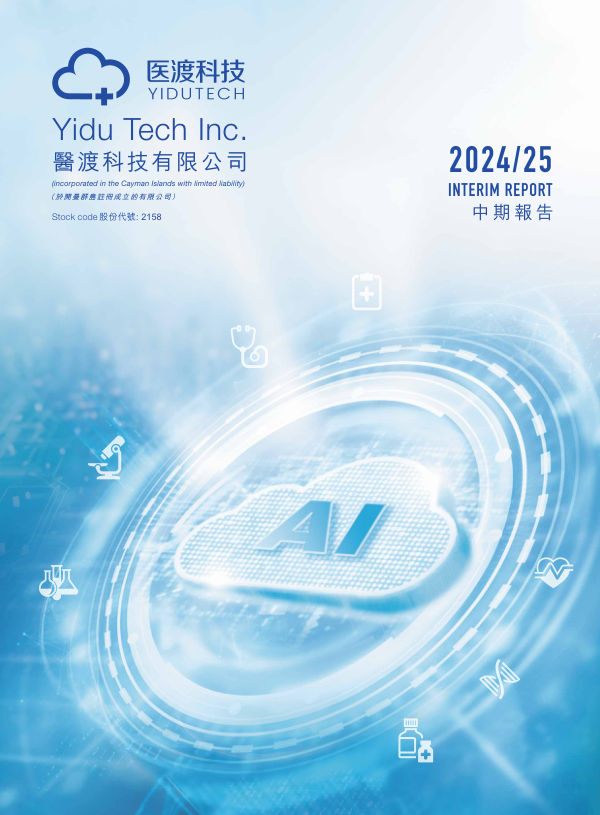 医渡科技
YIDUTECH
Yidu Tech Inc.
醫渡科技有限公司
(incorporated in the Cayman Islands with limited liability)
（於開曼群島註冊成立的有限公司）
Stock code 股份代號: 2158
2024/25
INTERIM REPORT
中期報告
AI